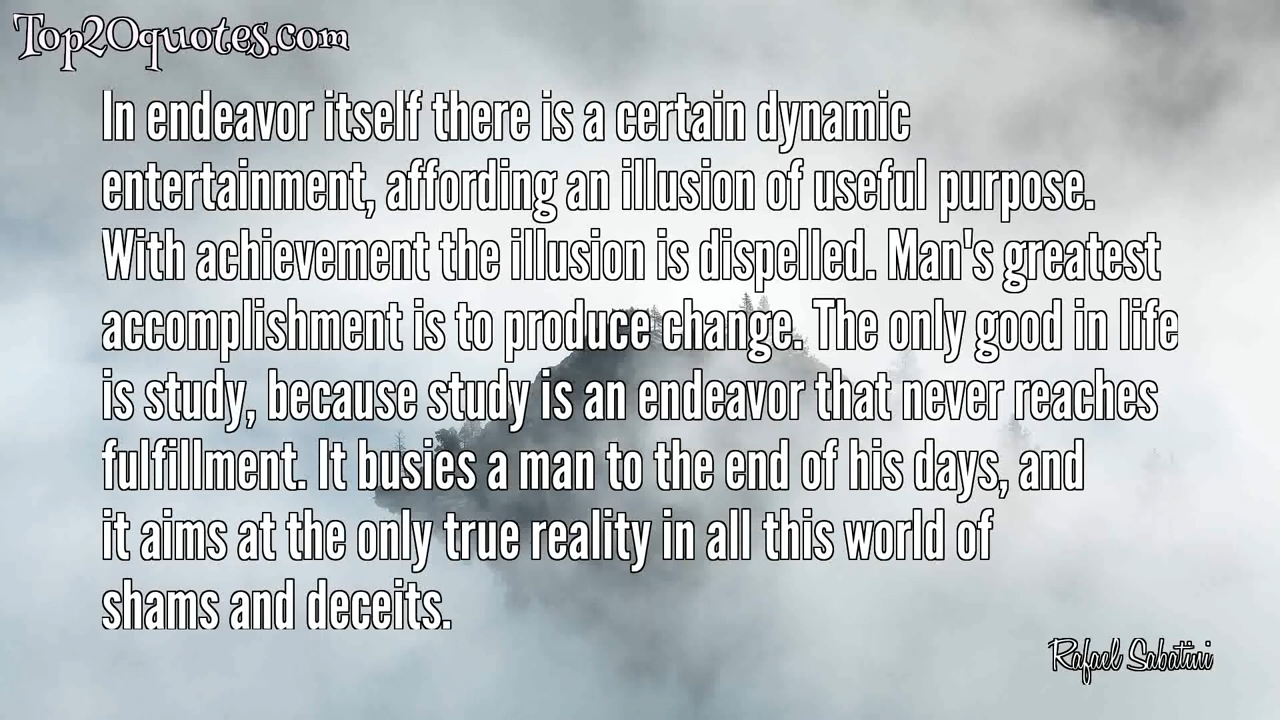 Top20quotes.com
In endeavor itself there is a certain dynamic
entertainment, affording an illusion of useful purpose.
With achievement the illusion is dispelled. Man's greatest
accomplishment is to produce change. The only good in life
is study, because study is an endeavor that never reaches
fulfillment. It busies a man to the end of his days, and
it aims at the only true reality in all this world of
shams and deceits.
Rafael Sabatini